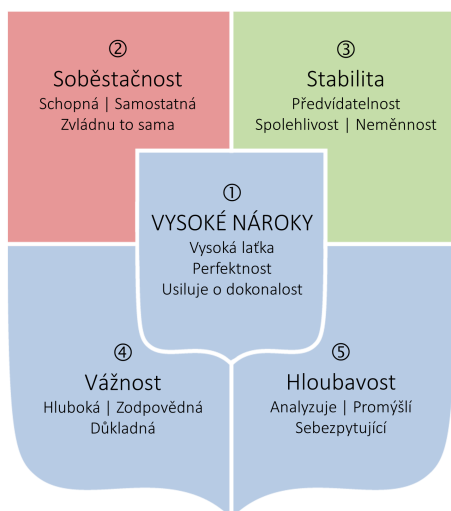 ②
Soběstačnost
Schopná | Samostatná
Zvládnu to sama
③
Stabilita
Předvídatelnost
Spolehlivost | Neměnnost
①
VYSOKÉ NÁROKY
Vysoká laťka
Perfektnost
Usiluje o dokonalost
④
Vážnost
Hluboká | Zodpovědná
Důkladná
⑤
Hloubavost
Analyzuje | Promýšlí
Sebezpytující